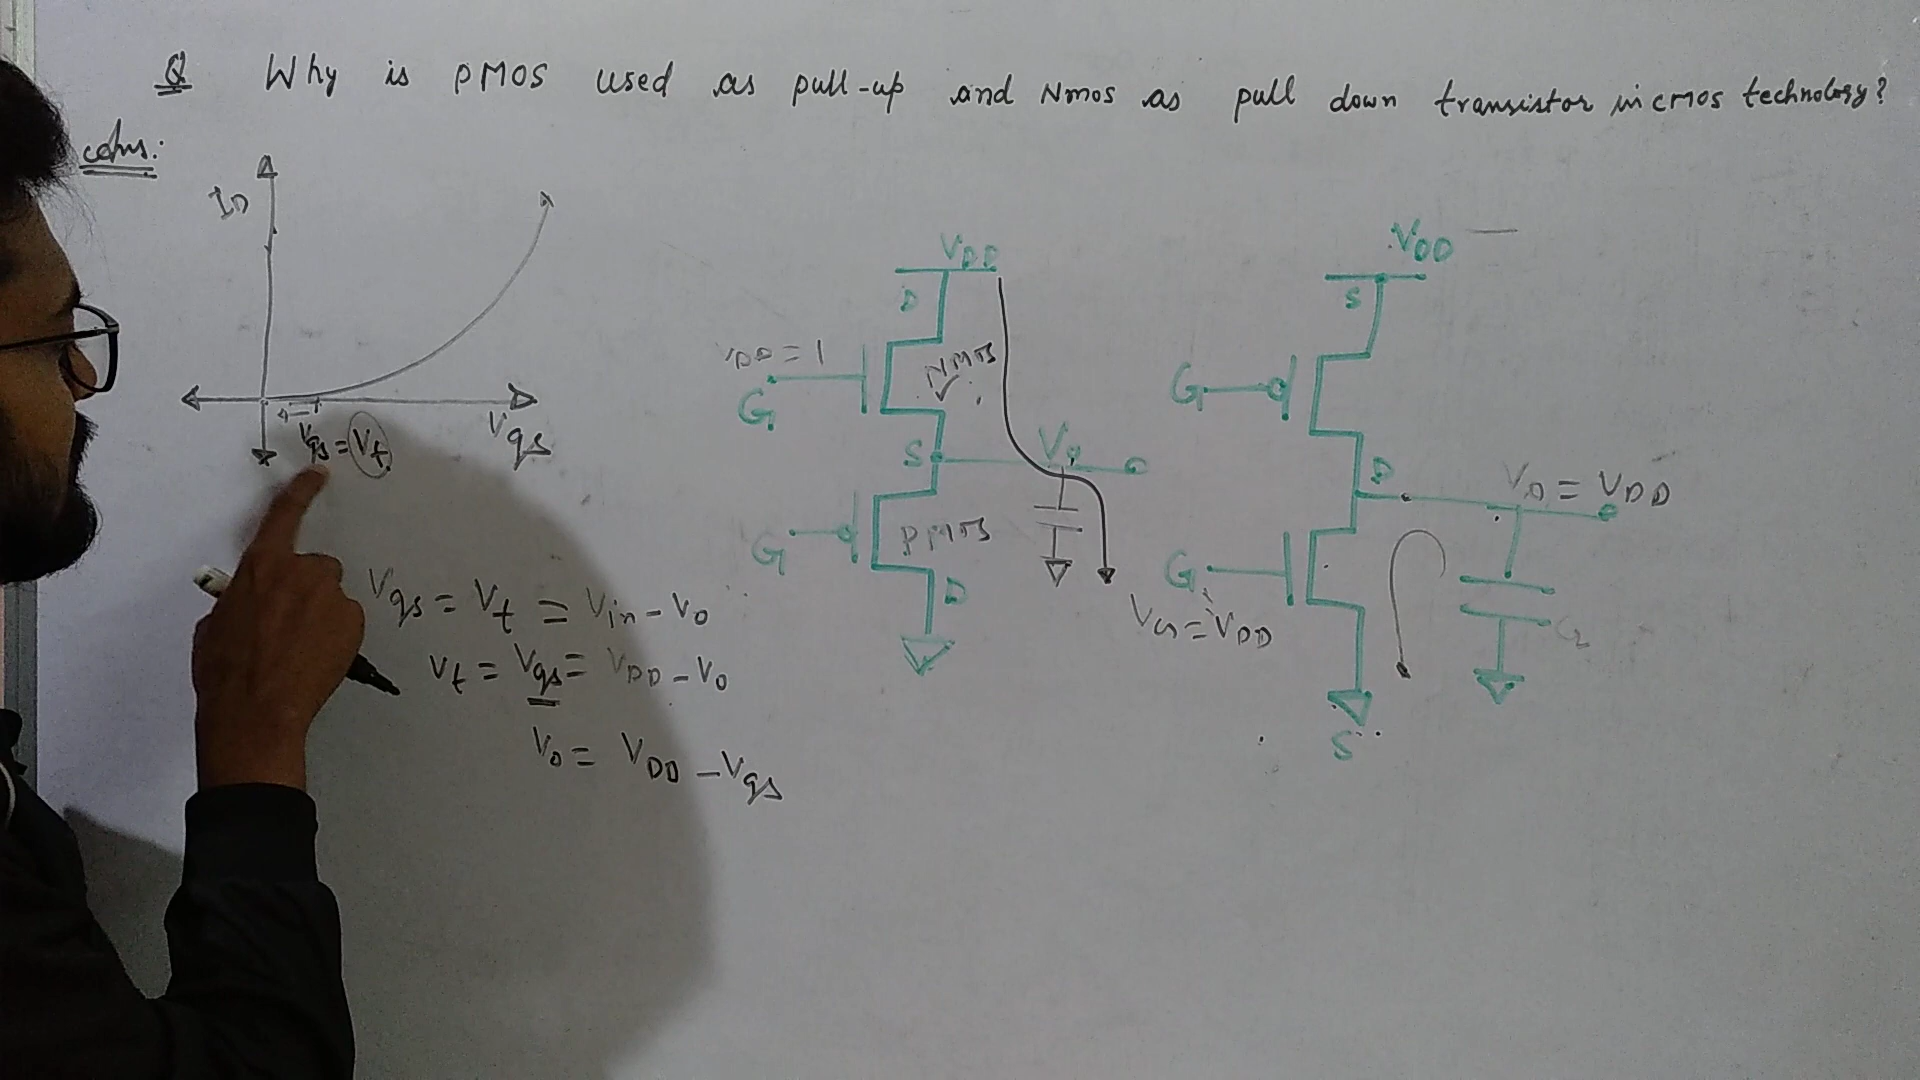 Q Why is PMOS used as pull-up and Nmos as pull down transistor in cmos technology?
ans:
ID
Vgs
Vgs = Vt
Vgs = Vt = Vin - Vo
Vt = Vgs = VDD - Vo
Vo = VDD - Vgs
VDD
D
DD = 1
G
NMOS
S
Vo
G
PMOS
D
VDD
S
G
D
Vo = VDD
G
VG = VDD
S